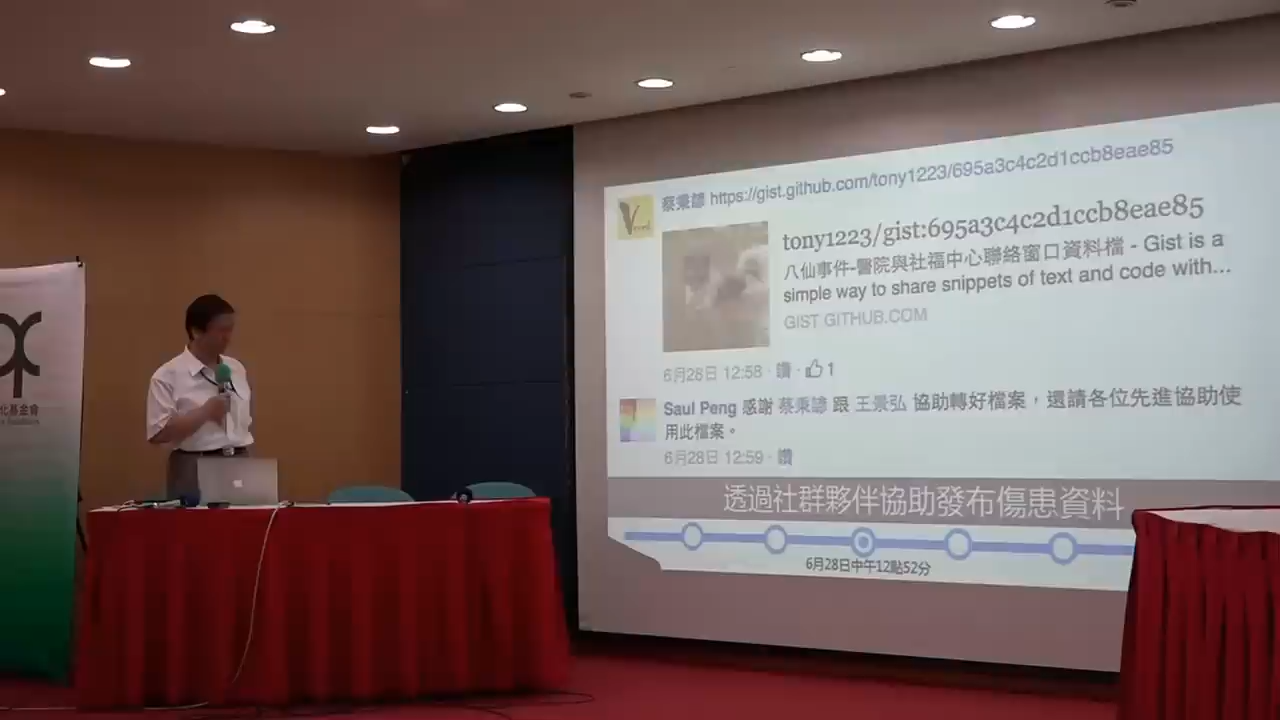 蔡秉諺 https://gist.github.com/tony1223/695a3c4c2d1ccb8eae85
tony1223/gist:695a3c4c2d1ccb8eae85
八仙事件-醫院與社福中心聯絡窗口資料檔 - Gist is a
simple way to share snippets of text and code with...
GIST.GITHUB.COM
6月28日 12:58 · 讚 · 1
Saul Peng 感謝 蔡秉諺 跟 王景弘 協助轉好檔案，還請各位先進協助使
用此檔案。
6月28日 12:59 · 讚
透過社群夥伴協助發布傷患資料
6月28日中午12點52分
化基金會